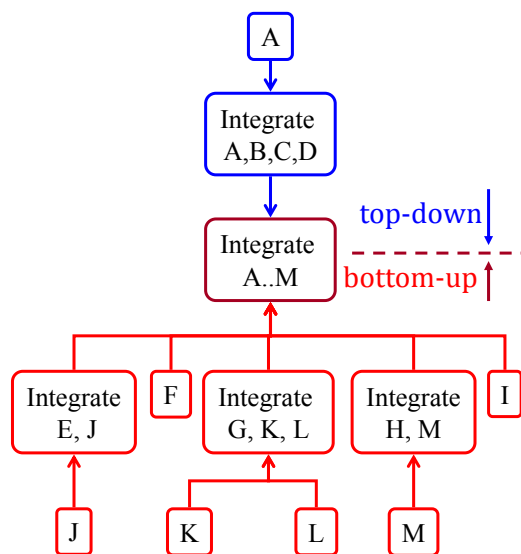 A
Integrate
A,B,C,D
top-down
Integrate
A..M
bottom-up
Integrate
E, J
F
Integrate
G, K, L
Integrate
H, M
I
J
K
L
M